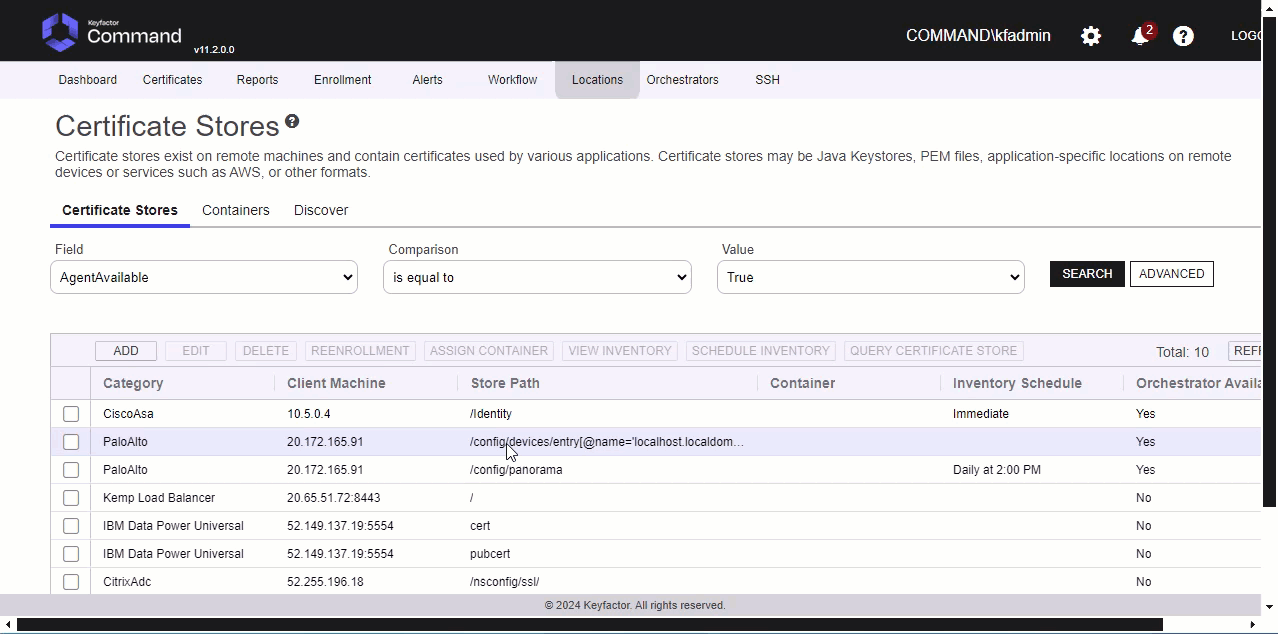 Keyfactor
Command
v11.2.0.0
COMMAND\kfadmin
2
?
LOGO
Dashboard Certificates Reports Enrollment Alerts Workflow Locations Orchestrators SSH
Certificate Stores ?
Certificate stores exist on remote machines and contain certificates used by various applications. Certificate stores may be Java Keystores, PEM files, application-specific locations on remote
devices or services such as AWS, or other formats.
Certificate Stores Containers Discover
Field Comparison Value
AgentAvailable is equal to True SEARCH ADVANCED
ADD EDIT DELETE REENROLLMENT ASSIGN CONTAINER VIEW INVENTORY SCHEDULE INVENTORY QUERY CERTIFICATE STORE Total: 10 REFR
Category Client Machine Store Path Container Inventory Schedule Orchestrator Availa
CiscoAsa 10.5.0.4 /Identity Immediate Yes
PaloAlto 20.172.165.91 /config/devices/entry[@name='localhost.localdom... Yes
PaloAlto 20.172.165.91 /config/panorama Daily at 2:00 PM Yes
Kemp Load Balancer 20.65.51.72:8443 / No
IBM Data Power Universal 52.149.137.19:5554 cert No
IBM Data Power Universal 52.149.137.19:5554 pubcert No
CitrixAdc 52.255.196.18 /nsconfig/ssl/ No
© 2024 Keyfactor. All rights reserved.